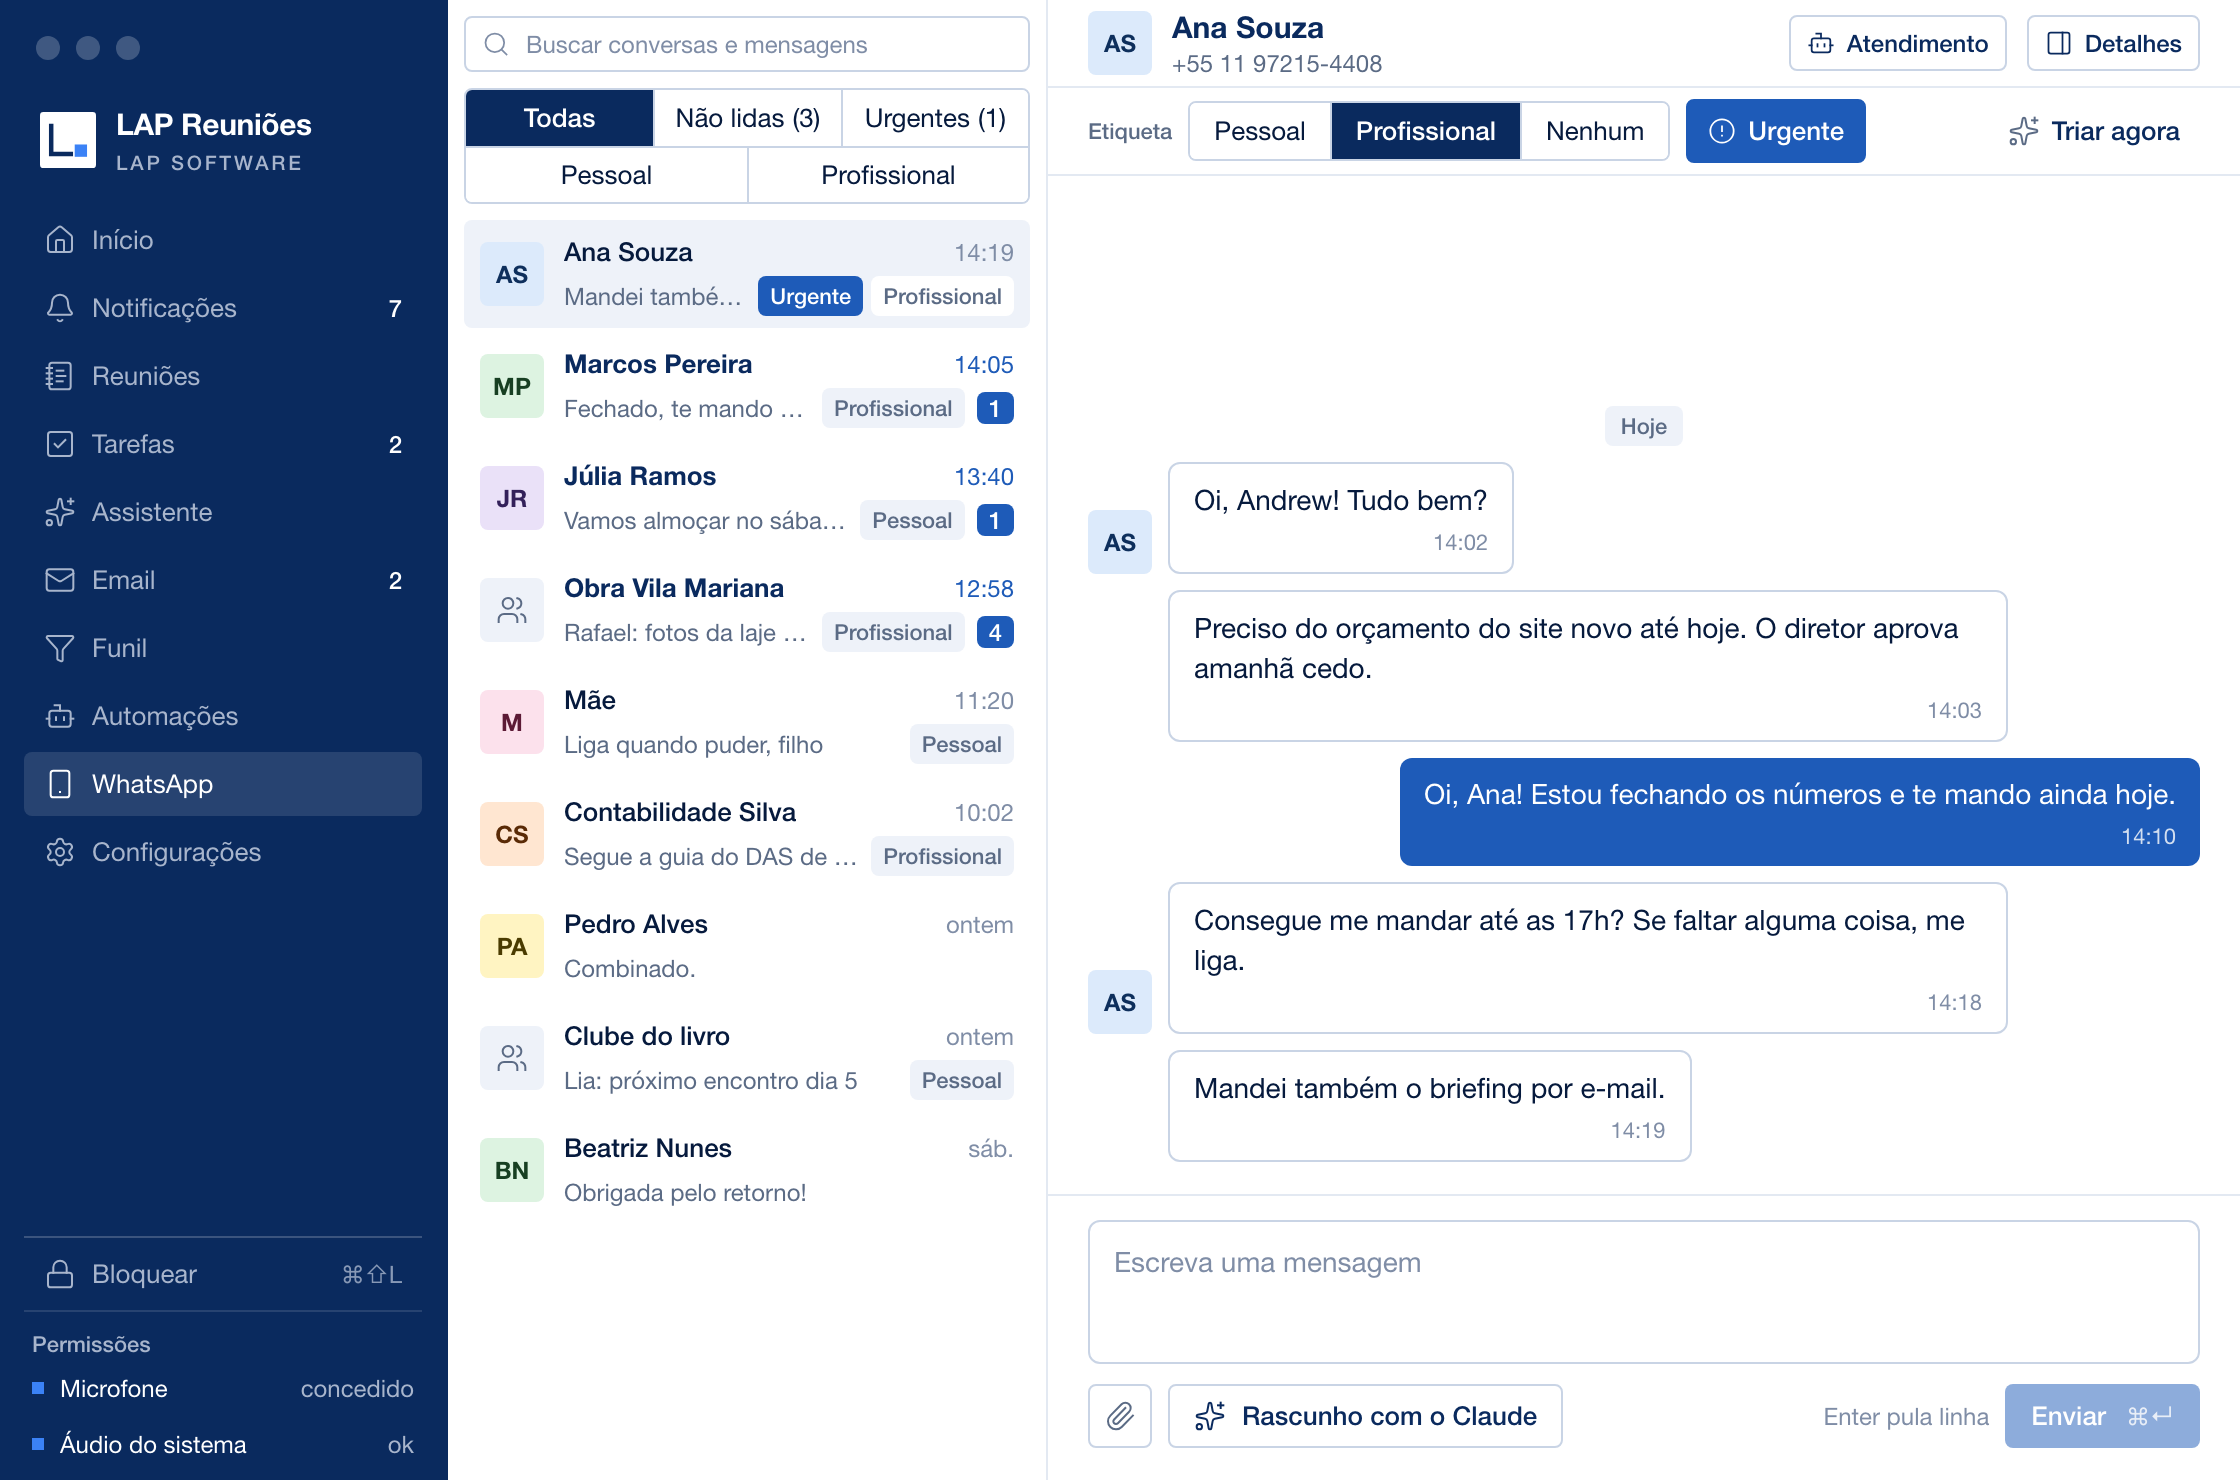 LAP Reuniões
LAP SOFTWARE
Início
Notificações 7
Reuniões
Tarefas 2
Assistente
Email 2
Funil
Automações
WhatsApp
Configurações
Bloquear ⌘⇧L
Permissões
Microfone concedido
Áudio do sistema ok
Buscar conversas e mensagens
Todas Não lidas (3) Urgentes (1)
Pessoal Profissional
AS Ana Souza 14:19
Mandei també… Urgente Profissional
MP Marcos Pereira 14:05
Fechado, te mando … Profissional 1
JR Júlia Ramos 13:40
Vamos almoçar no sába… Pessoal 1
Obra Vila Mariana 12:58
Rafael: fotos da laje … Profissional 4
M Mãe 11:20
Liga quando puder, filho Pessoal
CS Contabilidade Silva 10:02
Segue a guia do DAS de … Profissional
PA Pedro Alves ontem
Combinado.
Clube do livro ontem
Lia: próximo encontro dia 5 Pessoal
BN Beatriz Nunes sáb.
Obrigada pelo retorno!
AS Ana Souza
+55 11 97215-4408
Atendimento Detalhes
Etiqueta Pessoal Profissional Nenhum Urgente Triar agora
Hoje
Oi, Andrew! Tudo bem?
14:02
AS
Preciso do orçamento do site novo até hoje. O diretor aprova
amanhã cedo.
14:03
Oi, Ana! Estou fechando os números e te mando ainda hoje.
14:10
Consegue me mandar até as 17h? Se faltar alguma coisa, me
liga.
14:18
AS
Mandei também o briefing por e-mail.
14:19
Escreva uma mensagem
Rascunho com o Claude Enter pula linha Enviar ⌘↵